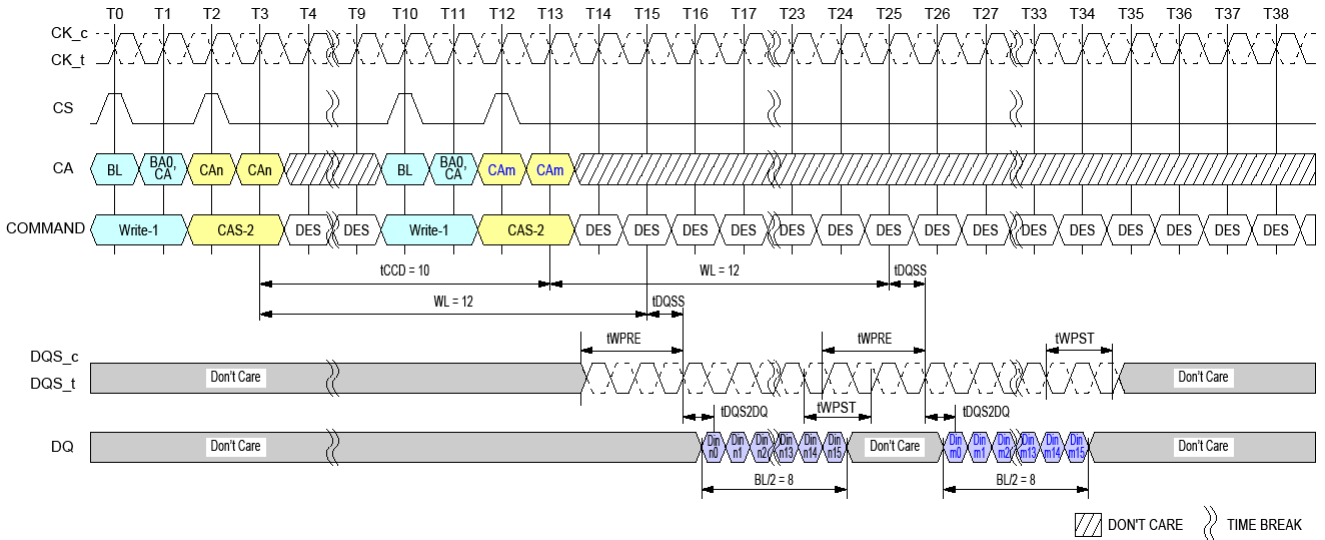 T0 T1 T2 T3 T4 T9 T10 T11 T12 T13 T14 T15 T16 T17 T23 T24 T25 T26 T27 T33 T34 T35 T36 T37 T38
CK_c
CK_t
CS
CA BL BA0, CA CAn CAn BL BA0, CA CAm CAm
COMMAND Write-1 CAS-2 DES DES Write-1 CAS-2 DES DES DES DES DES DES DES DES DES DES DES DES DES DES DES
tCCD = 10 WL = 12 tDQSS
WL = 12 tDQSS
tWPRE tWPRE tWPST
DQS_c
DQS_t Don't Care Don't Care
tDQS2DQ tWPST tDQS2DQ
DQ Don't Care Din n0 Din n1 Din n2 Din n13 Din n14 Din n15 Don't Care Din m0 Din m1 Din m2 Din m13 Din m14 Din m15 Don't Care
BL/2 = 8 BL/2 = 8
DON'T CARE TIME BREAK